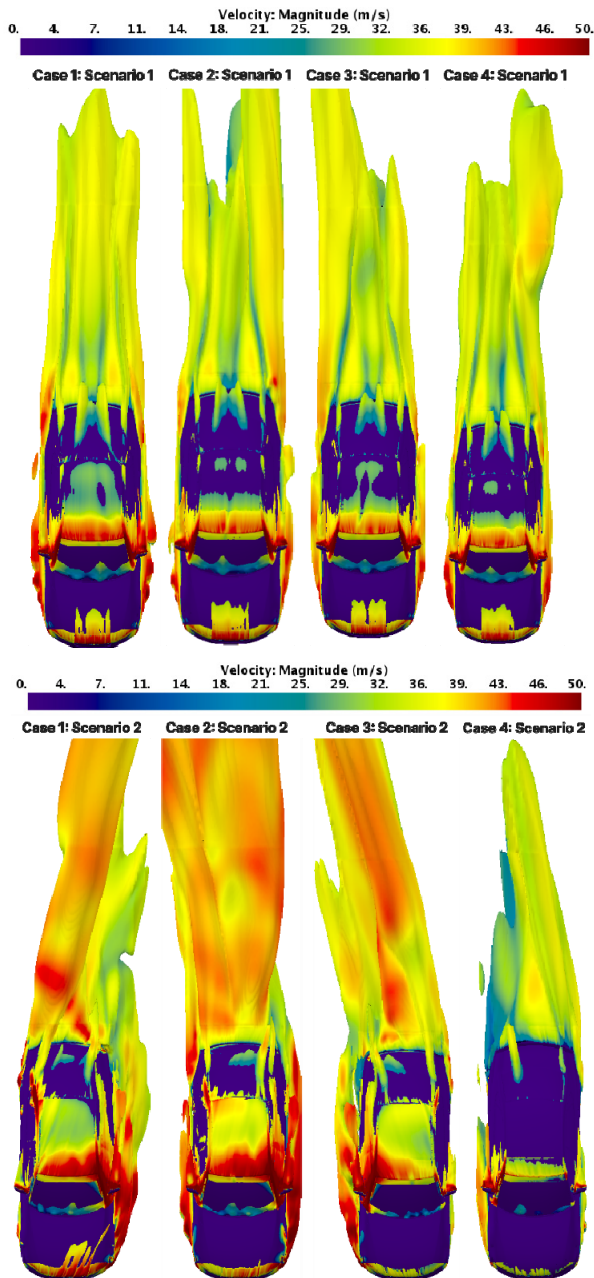 Velocity: Magnitude (m/s)
0. 4. 7. 11. 14. 18. 21. 25. 29. 32. 36. 39. 43. 46. 50.
Case 1: Scenario 1 Case 2: Scenario 1 Case 3: Scenario 1 Case 4: Scenario 1
Velocity: Magnitude (m/s)
0. 4. 7. 11. 14. 18. 21. 25. 29. 32. 36. 39. 43. 46. 50.
Case 1: Scenario 2 Case 2: Scenario 2 Case 3: Scenario 2 Case 4: Scenario 2